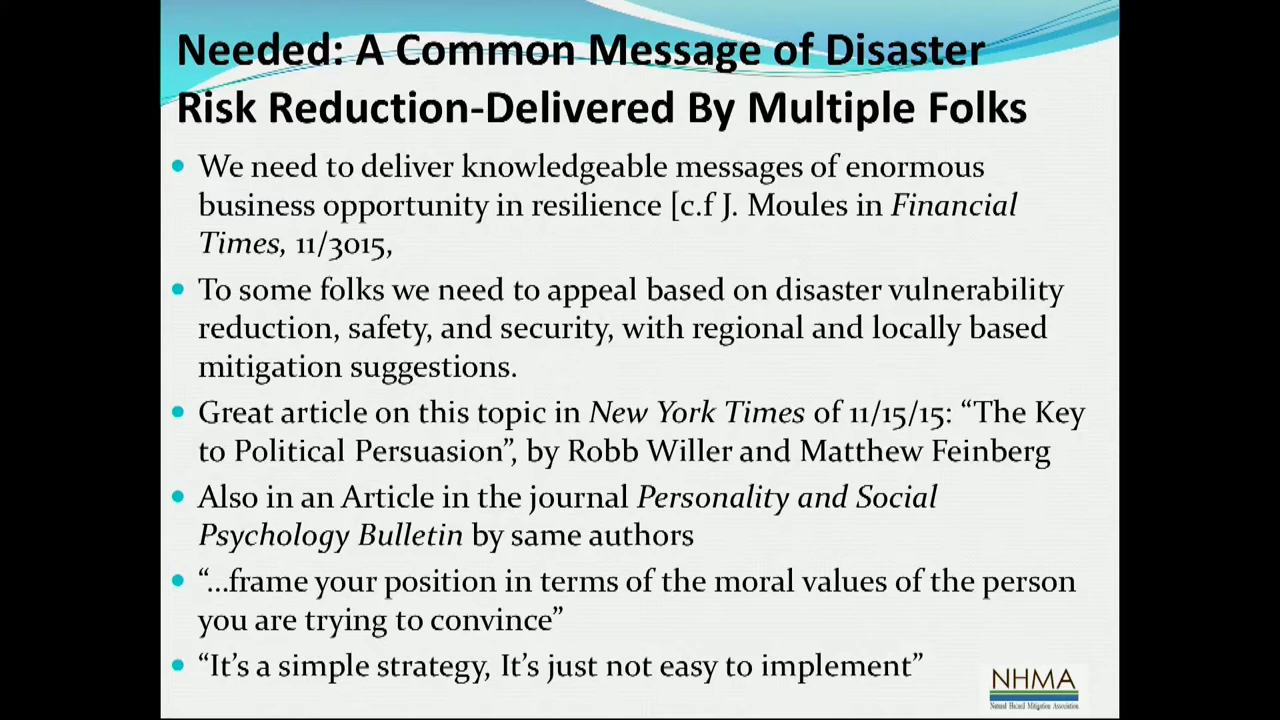 Needed: A Common Message of Disaster
Risk Reduction-Delivered By Multiple Folks
• We need to deliver knowledgeable messages of enormous
business opportunity in resilience [c.f J. Moules in Financial
Times, 11/3015,
• To some folks we need to appeal based on disaster vulnerability
reduction, safety, and security, with regional and locally based
mitigation suggestions.
• Great article on this topic in New York Times of 11/15/15: “The Key
to Political Persuasion”, by Robb Willer and Matthew Feinberg
• Also in an Article in the journal Personality and Social
Psychology Bulletin by same authors
• “...frame your position in terms of the moral values of the person
you are trying to convince”
• “It’s a simple strategy, It’s just not easy to implement”
NHMA
Natural Hazard Mitigation Association